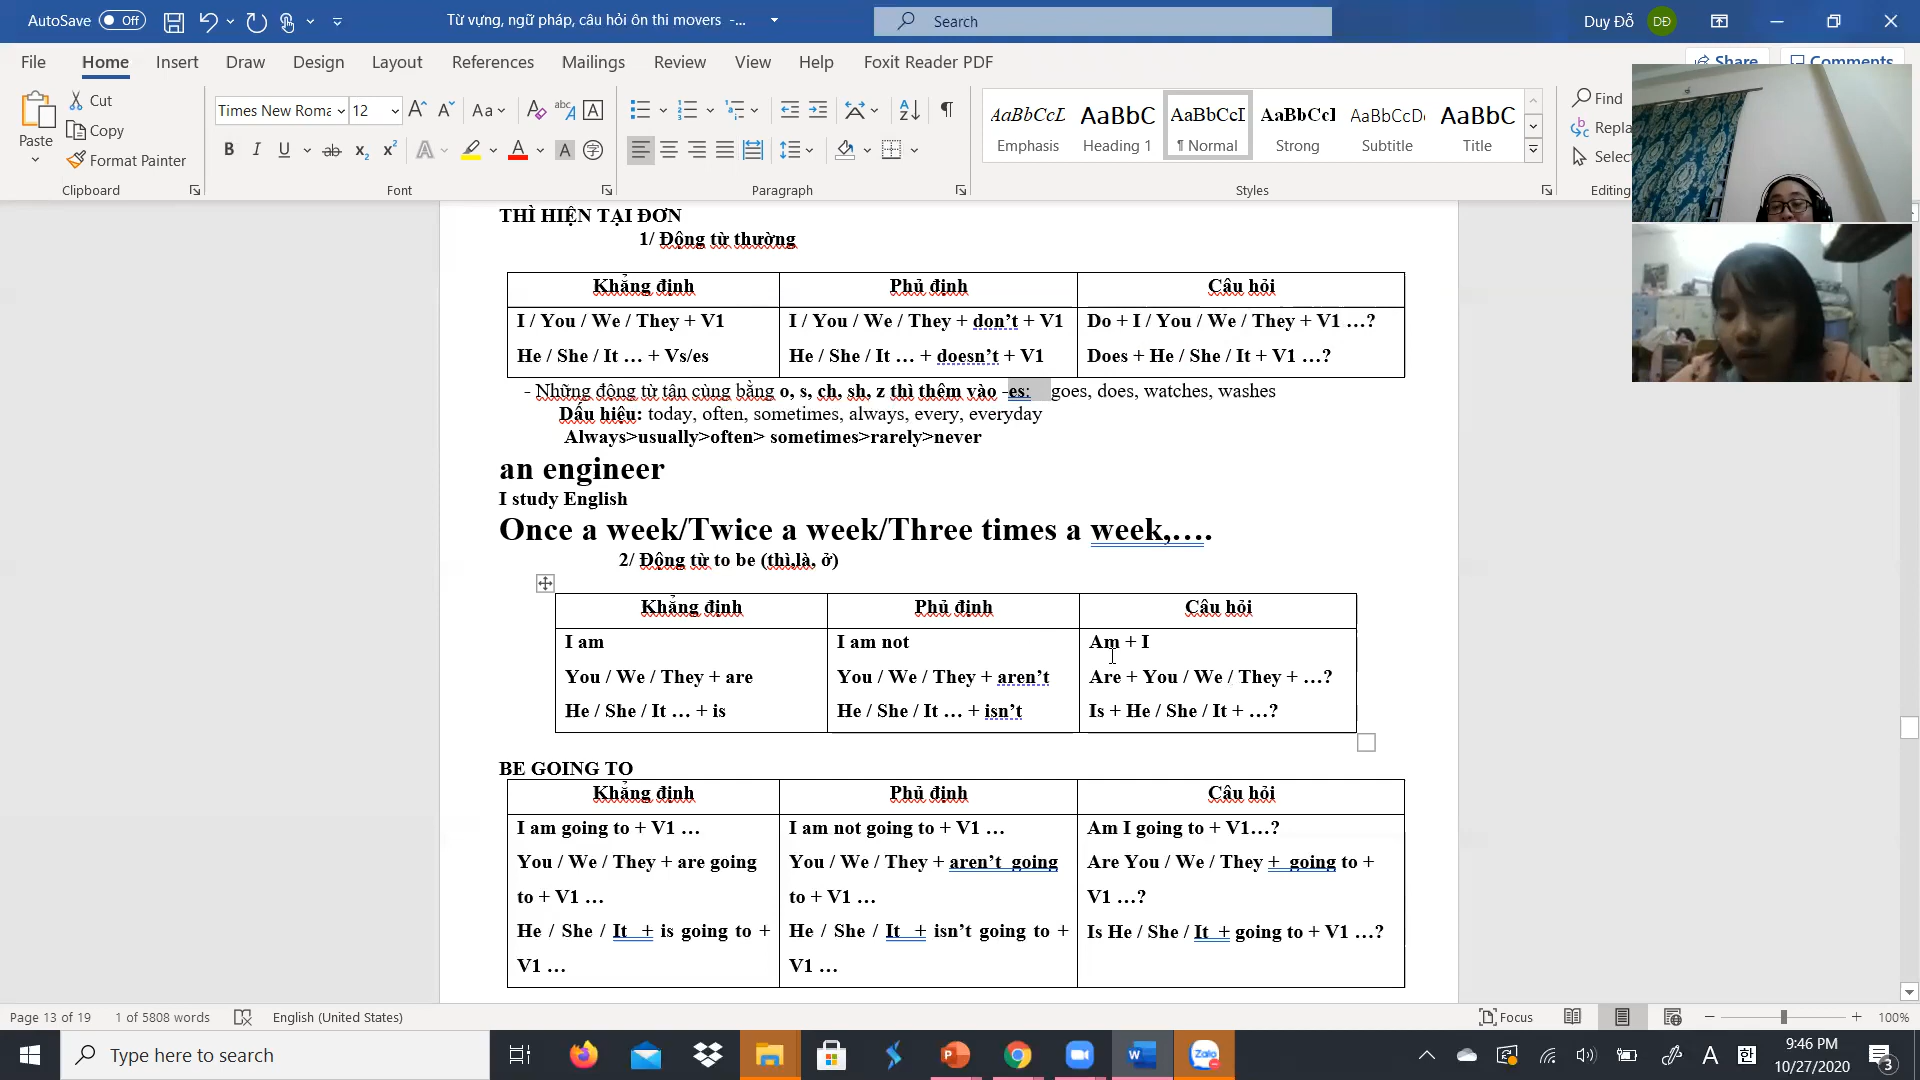 AutoSave Off Từ vựng, ngữ pháp, câu hỏi ôn thi movers -... Search Duy Đỗ DĐ
File Home Insert Draw Design Layout References Mailings Review View Help Foxit Reader PDF Share Comments
Paste Cut Copy Format Painter
Times New Roma 12
AaBbCcI Emphasis AaBbC Heading 1 AaBbCcI ¶ Normal AaBbCcI Strong AaBbCcD Subtitle AaBbC Title
Find
Repla
Select
Clipboard Font Paragraph Styles Editing
THÌ HIỆN TẠI ĐƠN
1/ Động từ thường
Khẳng định Phủ định Câu hỏi
I / You / We / They + V1 I / You / We / They + don’t + V1 Do + I / You / We / They + V1 …?
He / She / It … + Vs/es He / She / It … + doesn’t + V1 Does + He / She / It + V1 …?
- Những động từ tận cùng bằng o, s, ch, sh, z thì thêm vào -es: goes, does, watches, washes
Dấu hiệu: today, often, sometimes, always, every, everyday
Always>usually>often> sometimes>rarely>never
an engineer
I study English
Once a week/Twice a week/Three times a week,….
2/ Động từ to be (thì,là, ở)
Khẳng định Phủ định Câu hỏi
I am I am not Am + I
You / We / They + are You / We / They + aren’t Are + You / We / They + …?
He / She / It … + is He / She / It … + isn’t Is + He / She / It + …?
BE GOING TO
Khẳng định Phủ định Câu hỏi
I am going to + V1 … I am not going to + V1 … Am I going to + V1…?
You / We / They + are going You / We / They + aren’t going Are You / We / They + going to +
to + V1 … to + V1 … V1 …?
He / She / It + is going to + He / She / It + isn’t going to + Is He / She / It + going to + V1 …?
V1 … V1 …
Page 13 of 19 1 of 5808 words English (United States) Focus 100%
Type here to search Zalo A 한 9:46 PM
10/27/2020 3